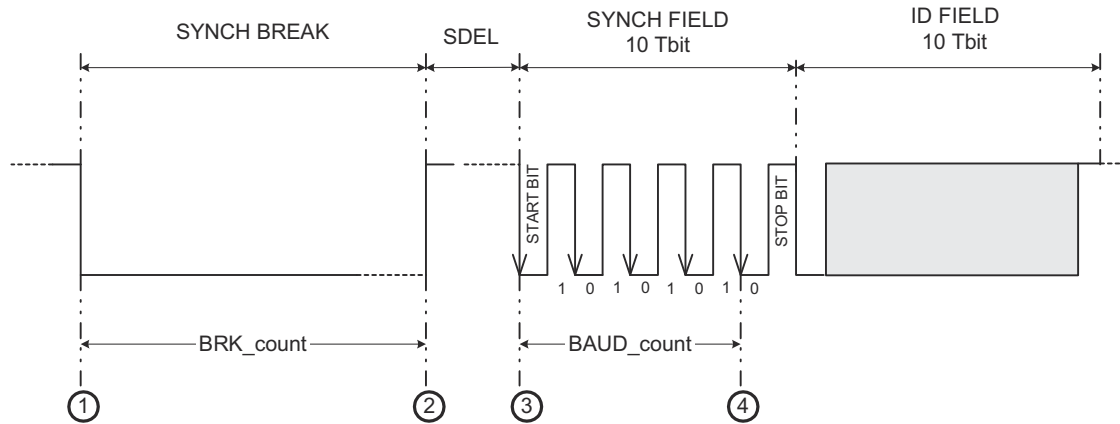 SYNCH BREAK
SDEL
SYNCH FIELD
10 Tbit
ID FIELD
10 Tbit
START BIT
STOP BIT
1 0 1 0 1 0 1 0
BRK_count
BAUD_count
1
2
3
4